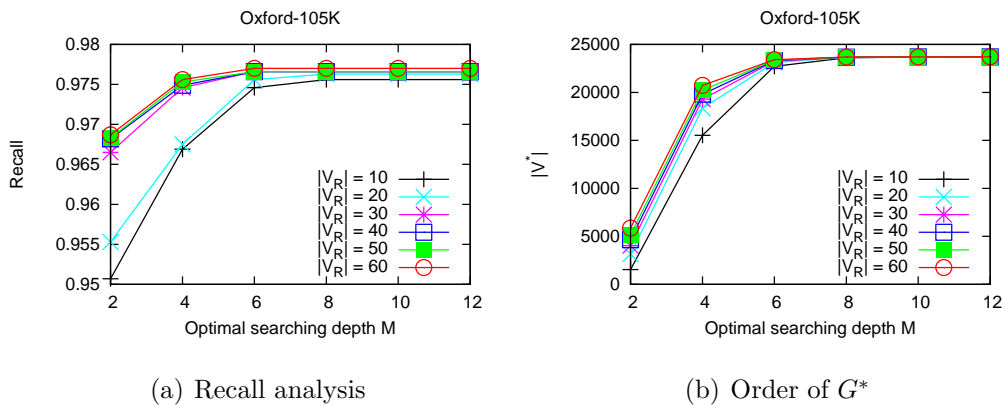 Oxford-105K
0.98
0.975
0.97
0.965
0.96
0.955
0.95
Recall
|V_R| = 10
|V_R| = 20
|V_R| = 30
|V_R| = 40
|V_R| = 50
|V_R| = 60
2 4 6 8 10 12
Optimal searching depth M
(a) Recall analysis
Oxford-105K
25000
20000
15000
10000
5000
0
|V*|
|V_R| = 10
|V_R| = 20
|V_R| = 30
|V_R| = 40
|V_R| = 50
|V_R| = 60
2 4 6 8 10 12
Optimal searching depth M
(b) Order of G*